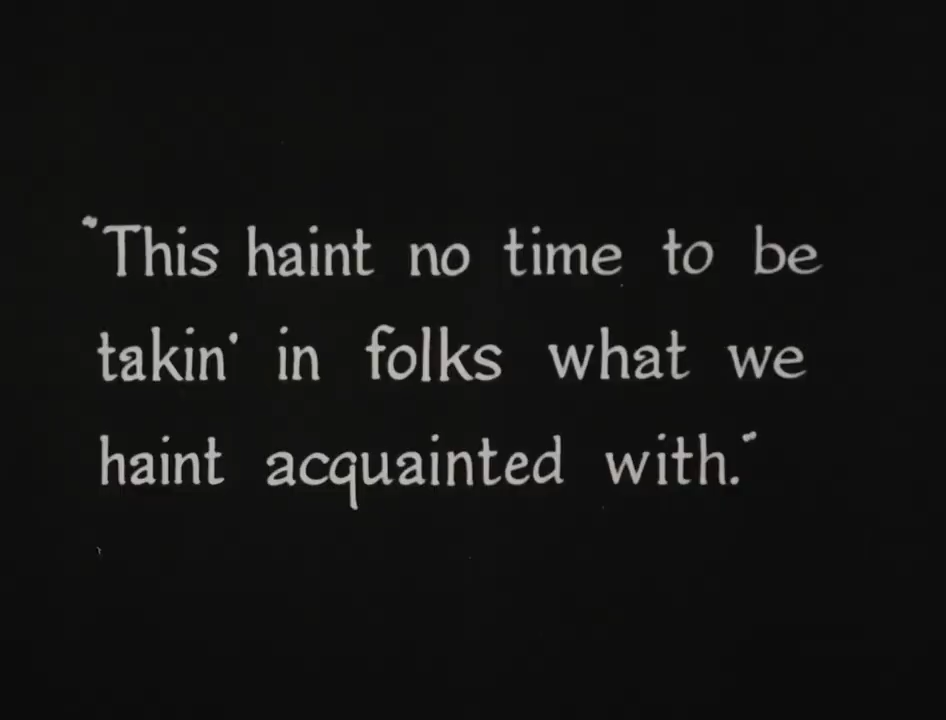 "This haint no time to be
takin' in folks what we
haint acquainted with."